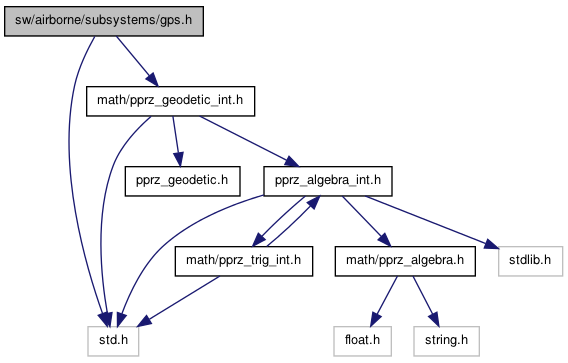 sw/airborne/subsystems/gps.h
math/pprz_geodetic_int.h
pprz_geodetic.h
pprz_algebra_int.h
math/pprz_trig_int.h
math/pprz_algebra.h
stdlib.h
std.h
float.h
string.h